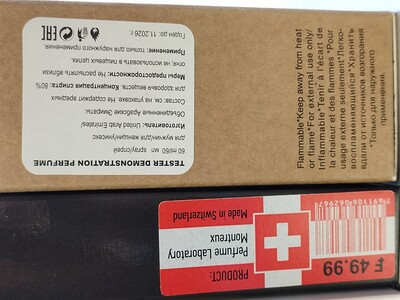 TESTER DEMONSTRATION PERFUME
60 ml/60 мл spray/спрей
для мужчин/женщин/унисекс
Изготовитель: United Arab Emirates/
Объединенные Арабские Эмираты.
Состав: см. на упаковке. Не содержит вредных
для здоровья веществ. Концентрация спирта: 80%
Меры предосторожности: Не распылять вблизи
огня, не в пищевых целях.
Применение: Только для наружного применения.
Годен до: 11.2026 г.
EAC
Flammable*Keep away from heat
or flame*For external use only/
Inflammable*Tenir à l'écart de
la chaleur et des flammes *Pour
usage externe seulement*Легко-
воспламеняющийся*Хранить
вдали от источников возгорания
*Только для наружного
применения.
PRODUCT:
Perfume Laboratory
Montreux
Made in Switzerland
₣ 49.99
7691106062967